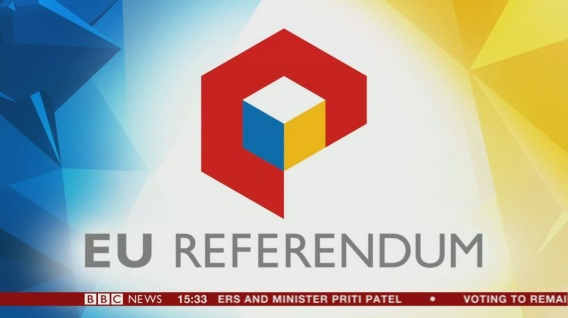 EU REFERENDUM
BBC NEWS 15:33 ERS AND MINISTER PRITI PATEL • VOTING TO REMAI